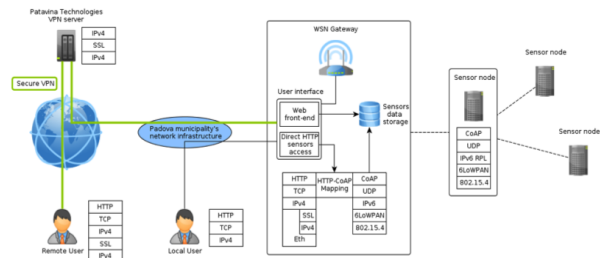 Patavina Technologies
VPN server
IPv4
SSL
IPv4
Secure VPN
Padova municipality's
network infrastructure
Remote User
HTTP
TCP
IPv4
SSL
IPv4
Local User
HTTP
TCP
IPv4
WSN Gateway
User interface
Web
front-end
Direct HTTP
sensors
access
Sensors
data
storage
HTTP
TCP
IPv4
SSL
IPv4
Eth
HTTP-CoAP
Mapping
CoAP
UDP
IPv6
6LoWPAN
802.15.4
Sensor node
CoAP
UDP
IPv6 RPL
6LoWPAN
802.15.4
Sensor node
Sensor node